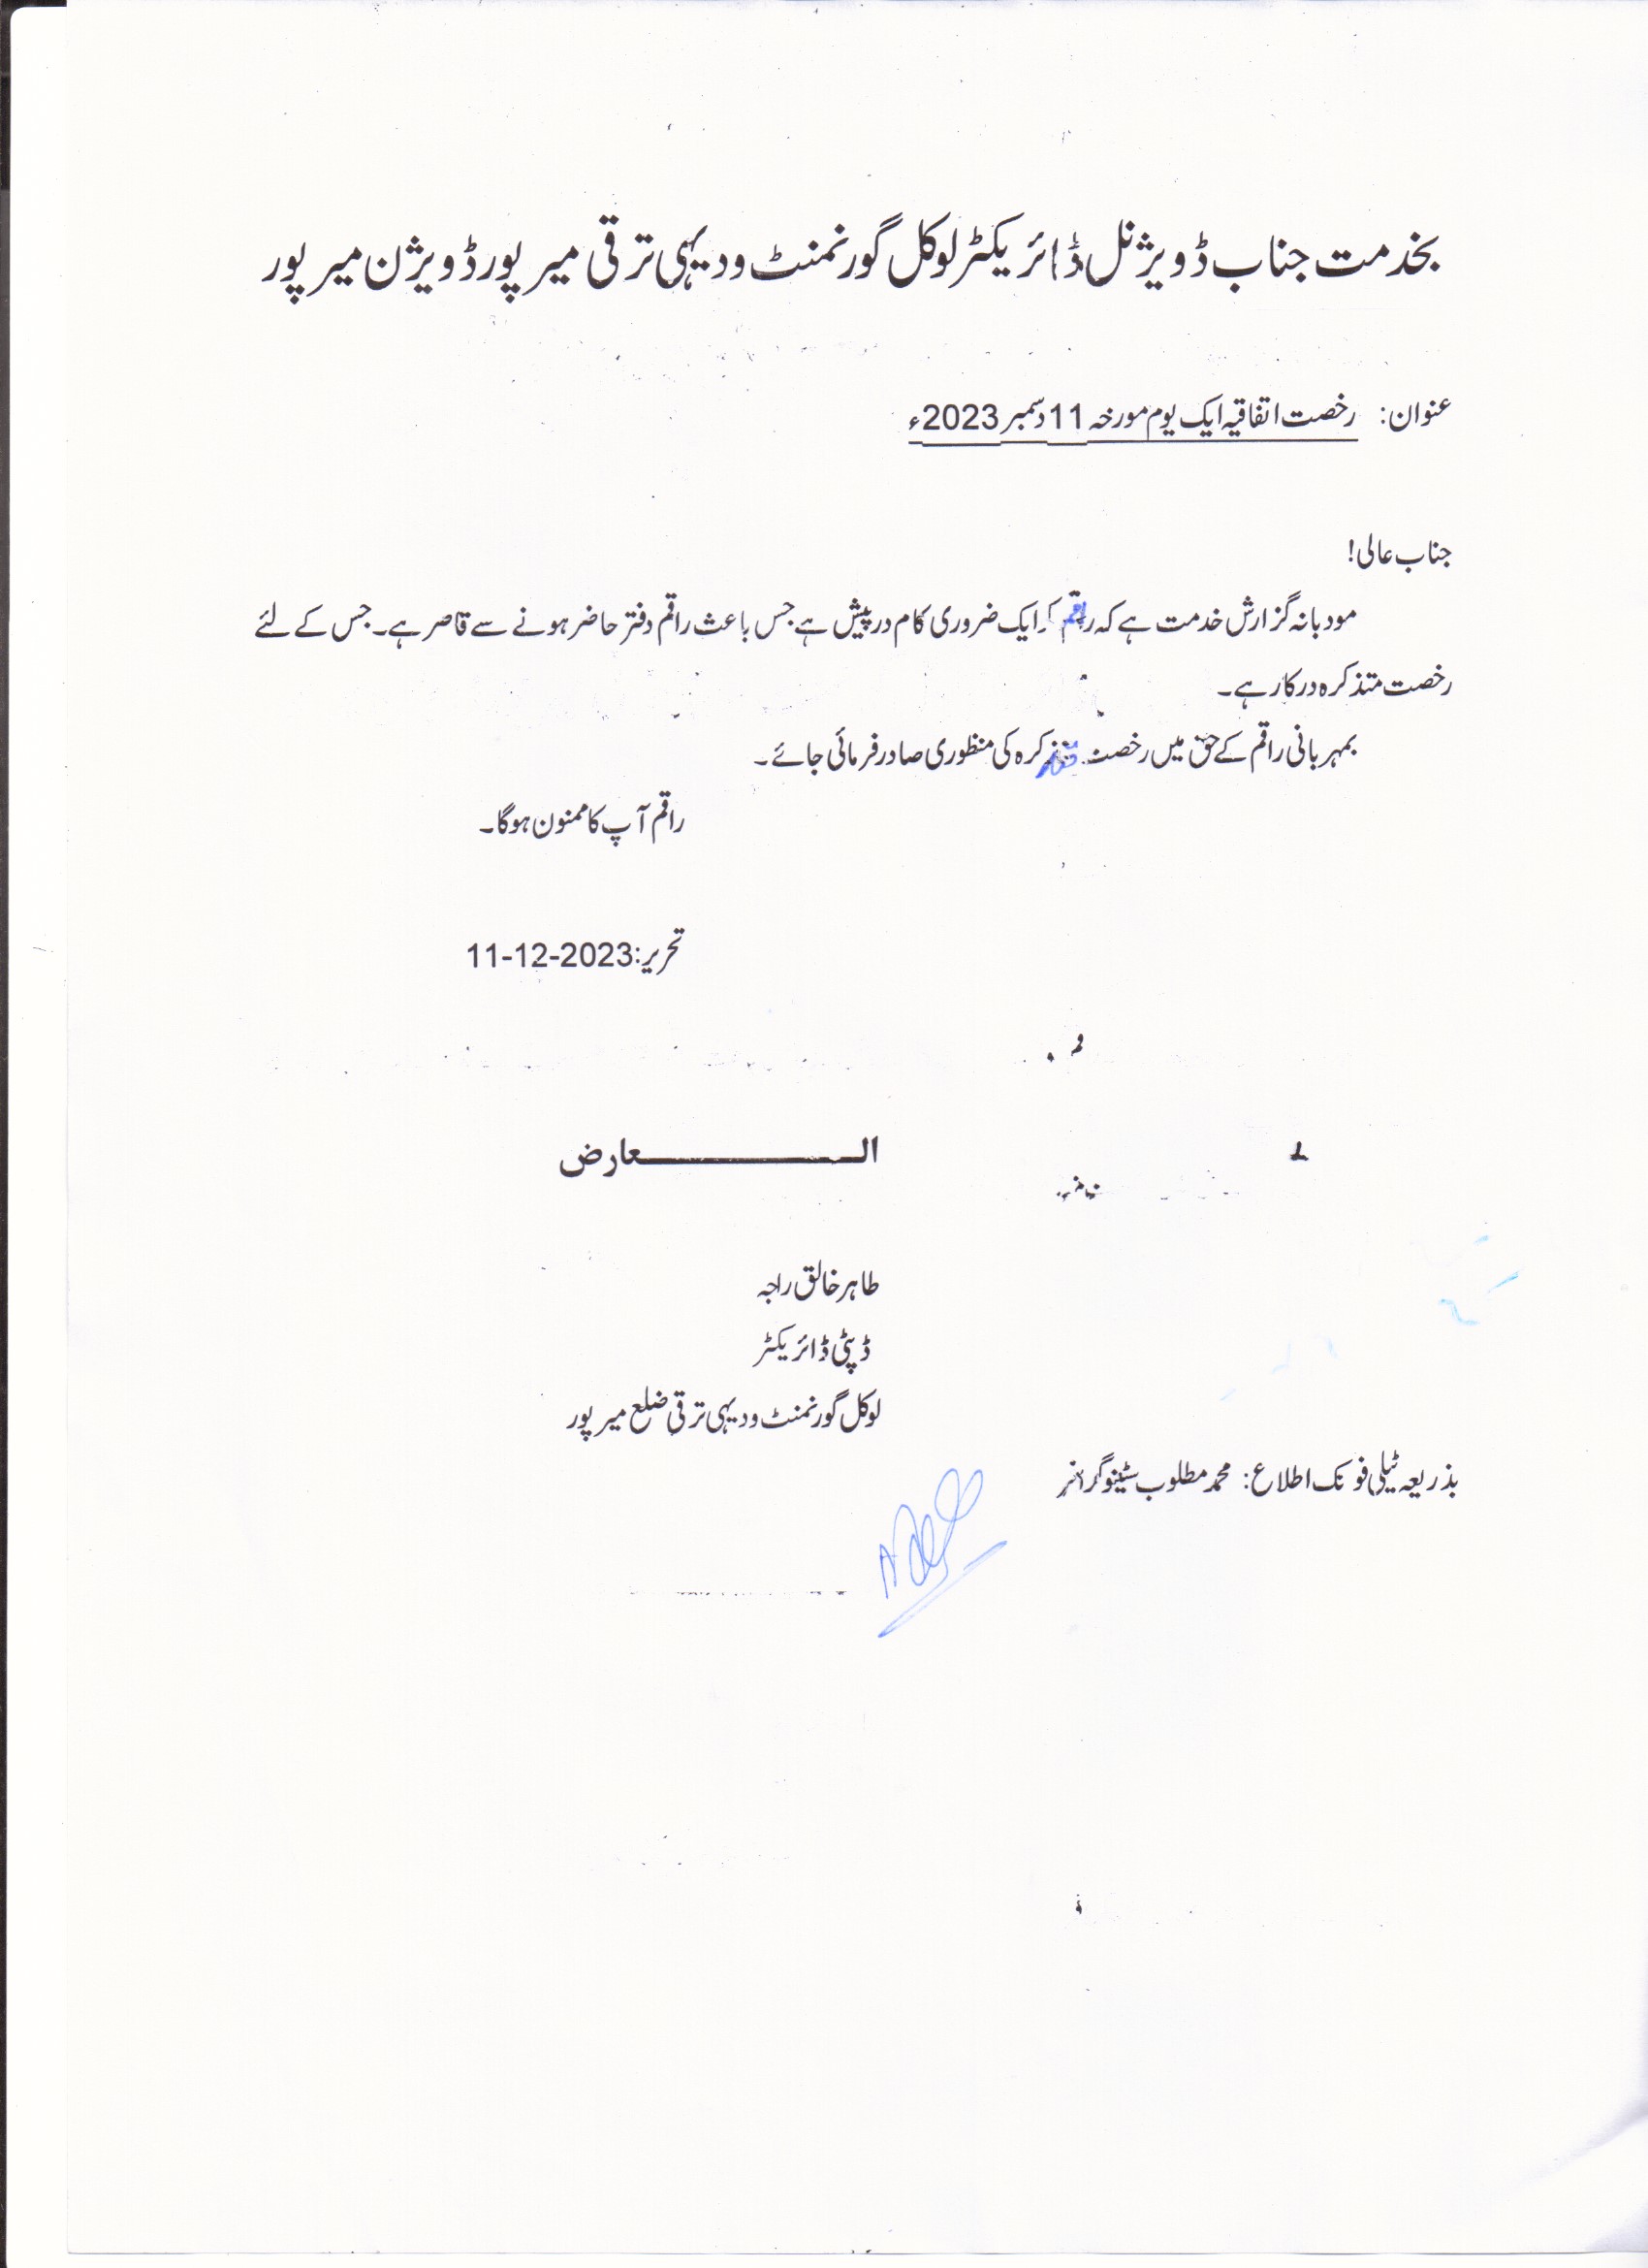 بخدمت جناب ڈویژنل ڈائریکٹر لوکل گورنمنٹ ودیہی ترقی میرپور ڈویژن میرپور
عنوان: رخصت اتفاقیہ ایک یوم مورخہ 11 دسمبر 2023ء
جناب عالی!
مودبانہ گزارش خدمت ہے کہ راقم کا ایک ضروری کام درپیش ہے جس باعث راقم دفتر حاضر ہونے سے قاصر ہے۔ جس کے لئے
رخصت متذکرہ درکار ہے۔
بمہربانی راقم کے حق میں رخصت متذکرہ کی منظوری صادر فرمائی جائے۔
راقم آپ کا ممنون ہوگا۔
تحریر: 11-12-2023
العارض
طاہر خالق راجہ
ڈپٹی ڈائریکٹر
لوکل گورنمنٹ ودیہی ترقی ضلع میرپور
بذریعہ ٹیلی فونک اطلاع: محمد مطلوب سٹینوگرافر